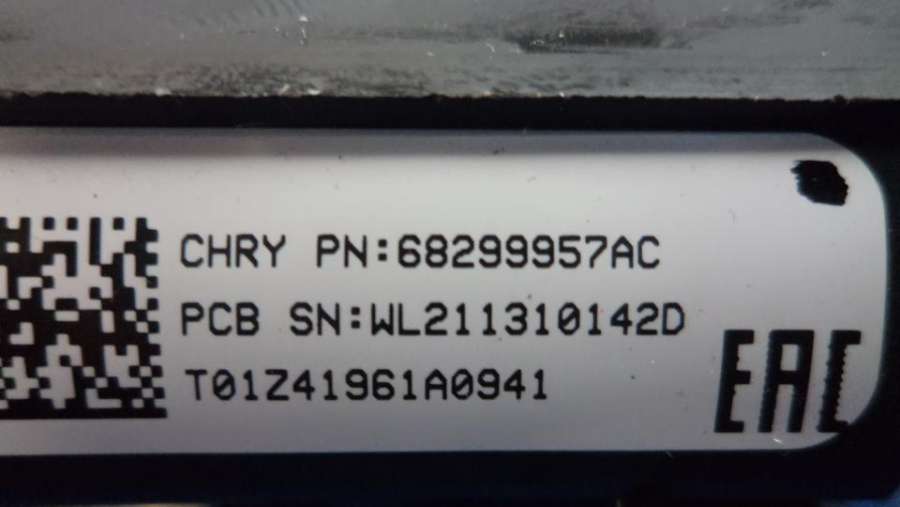 CHRY PN:68299957AC
PCB SN:WL211310142D
T01Z41961A0941
EAC